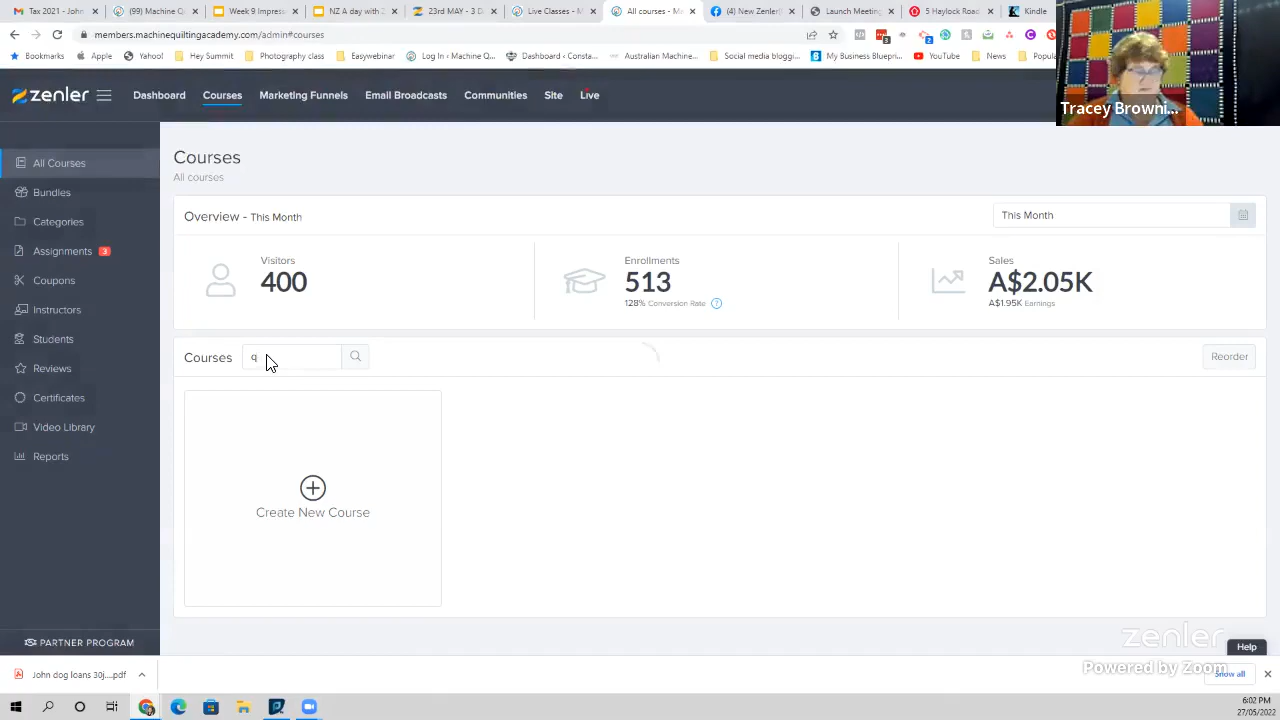 Tax 2021 - John
(99) Machine Q
Week 9 Impress
NZ A day with Z
23rd MAY - 3 D
Live Classes - M
All courses - Ma
(4) New Zenler
Launch Meeting
5 Haylock Road
Kindle
members.machinequiltingacademy.com/admin#courses
Bookmarks
Apple
Yahoo!
Hey Summit
Photography class
Easywebinar
Log In ‹ Machine Q...
Dashboard ‹ Consta...
Australian Machine...
Social media bloggi...
My Business Bluepri...
YouTube
News
Popula
zenler
Dashboard
Courses
Marketing Funnels
Email Broadcasts
Communities
Site
Live
Tracey Browni...
All Courses
Bundles
Categories
Assignments 3
Coupons
Instructors
Students
Reviews
Certificates
Video Library
Reports
PARTNER PROGRAM
Courses
All courses
Overview - This Month
This Month
Visitors
400
Enrollments
513
128% Conversion Rate ?
Sales
A$2.05K
A$1.95K Earnings
Courses
q
Reorder
Create New Course
zenler
Powered by Zoom
Help
John dog loans 30j....pdf
Show all
6:02 PM
27/05/2022